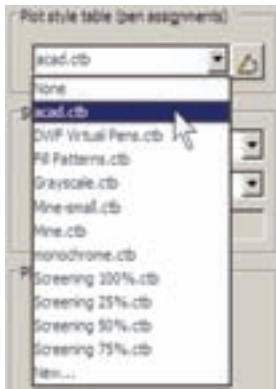 Plot style table (pen assignments)
acad.ctb
None
acad.ctb
DWF Virtual Pens.ctb
Fill Patterns.ctb
Grayscale.ctb
Mine-small.ctb
Mine.ctb
monochrome.ctb
Screening 100%.ctb
Screening 25%.ctb
Screening 50%.ctb
Screening 75%.ctb
New...